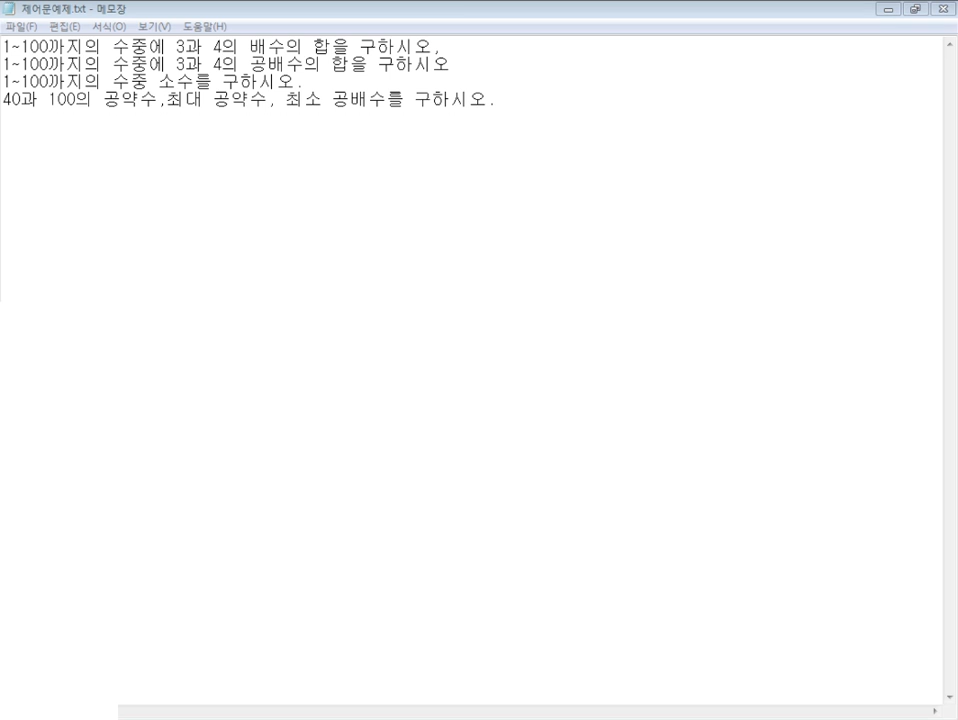 제어문예제.txt - 메모장
파일(F) 편집(E) 서식(O) 보기(V) 도움말(H)
1~100까지의 수중에 3과 4의 배수의 합을 구하시오,
1~100까지의 수중에 3과 4의 공배수의 합을 구하시오
1~100까지의 수중 소수를 구하시오.
40과 100의 공약수,최대 공약수, 최소 공배수를 구하시오.